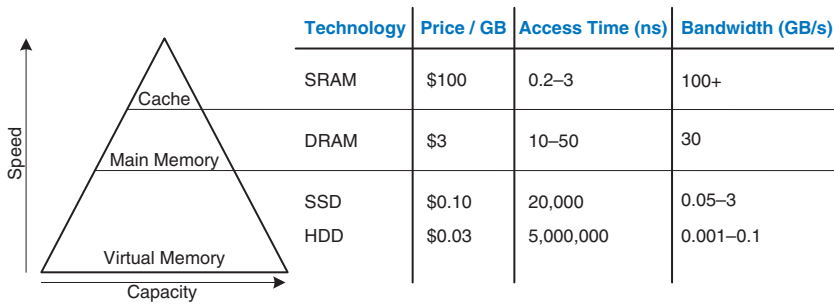 Technology Price / GB Access Time (ns) Bandwidth (GB/s)
SRAM $100 0.2–3 100+
Cache
DRAM $3 10–50 30
Main Memory
SSD $0.10 20,000 0.05–3
HDD $0.03 5,000,000 0.001–0.1
Virtual Memory
Speed
Capacity